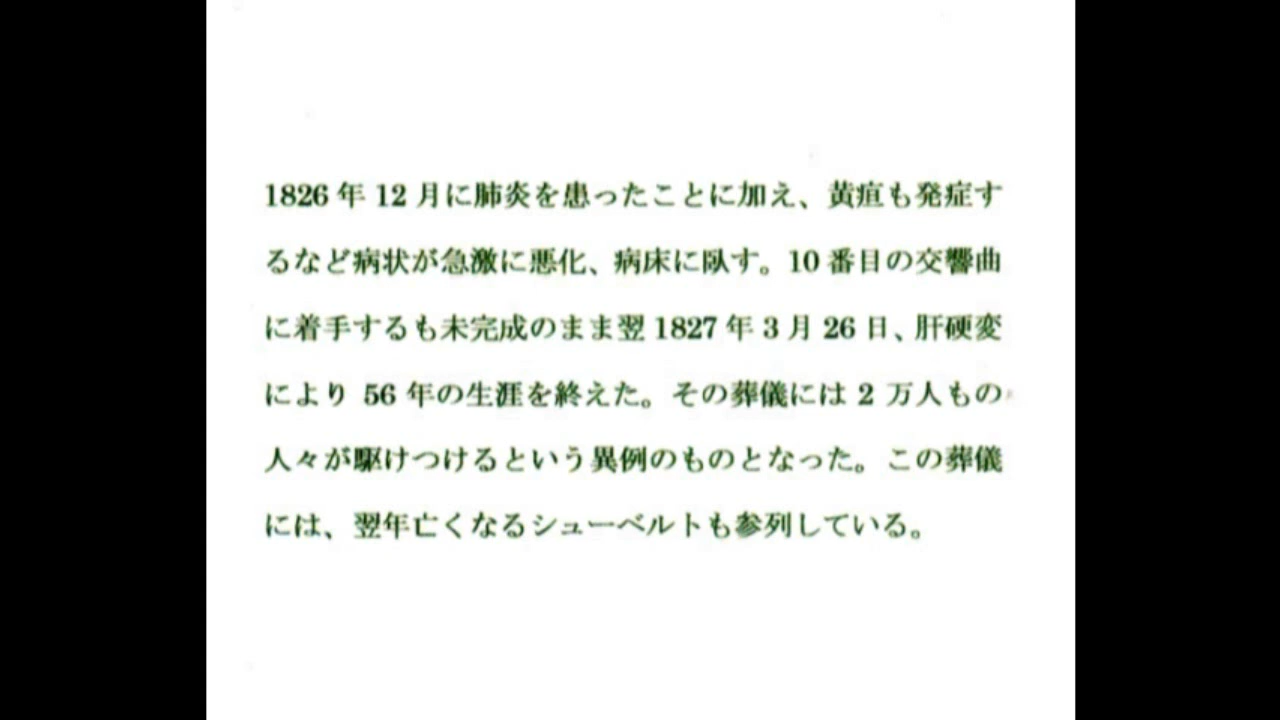 1826 年 12 月に肺炎を患ったことに加え、黄疸も発症す
るなど病状が急激に悪化、病床に臥す。10 番目の交響曲
に着手するも未完成のまま翌 1827 年 3 月 26 日、肝硬変
により 56 年の生涯を終えた。その葬儀には 2 万人もの
人々が駆けつけるという異例のものとなった。この葬儀
には、翌年亡くなるシューベルトも参列している。